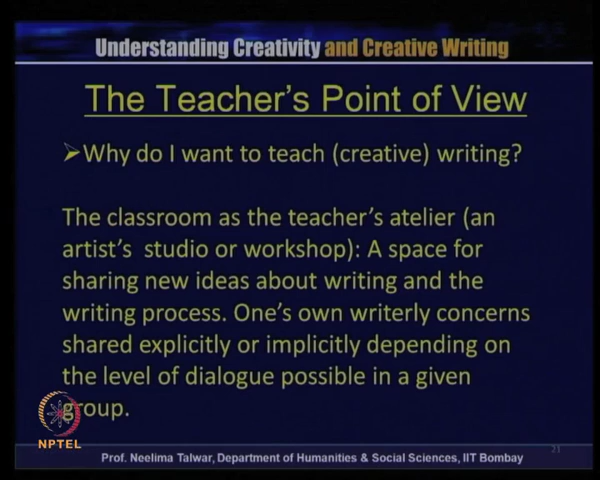 Understanding Creativity and Creative Writing
The Teacher's Point of View
➢Why do I want to teach (creative) writing?
The classroom as the teacher's atelier (an
artist's studio or workshop): A space for
sharing new ideas about writing and the
writing process. One's own writerly concerns
shared explicitly or implicitly depending on
the level of dialogue possible in a given
group.
NPTEL
Prof. Neelima Talwar, Department of Humanities & Social Sciences, IIT Bombay
21